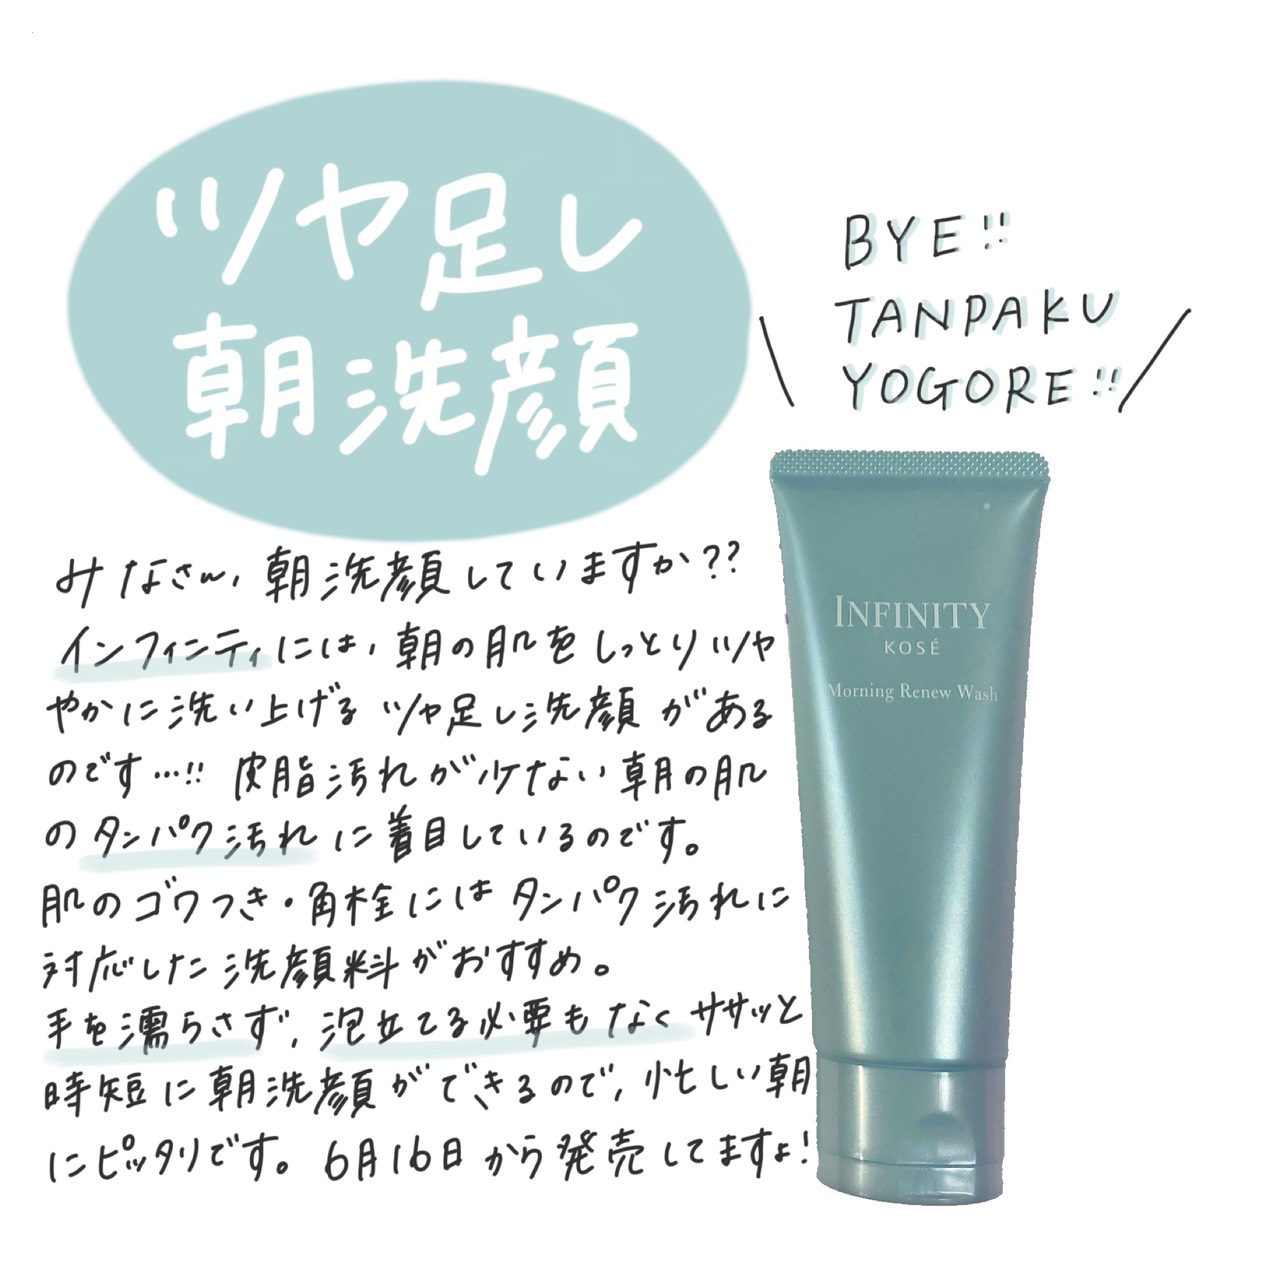 ツヤ足し
朝洗顔
BYE!!
TANPAKU
YOGORE!!
みなさん、朝洗顔していますか??
インフィニティには、朝の肌をしっとりツヤ
やかに洗い上げるツヤ足し洗顔がある
のです…!! 皮脂汚れが少ない朝の肌
のタンパク汚れに着目しているのです。
肌のゴワつき・角栓にはタンパク汚れに
対応した洗顔料がおすすめ。
手を濡らさず、泡立てる必要もなくササッと
時短に朝洗顔ができるので、忙しい朝
にピッタリです。6月16日から発売してますよ!
INFINITY
KOSÉ
Morning Renew Wash